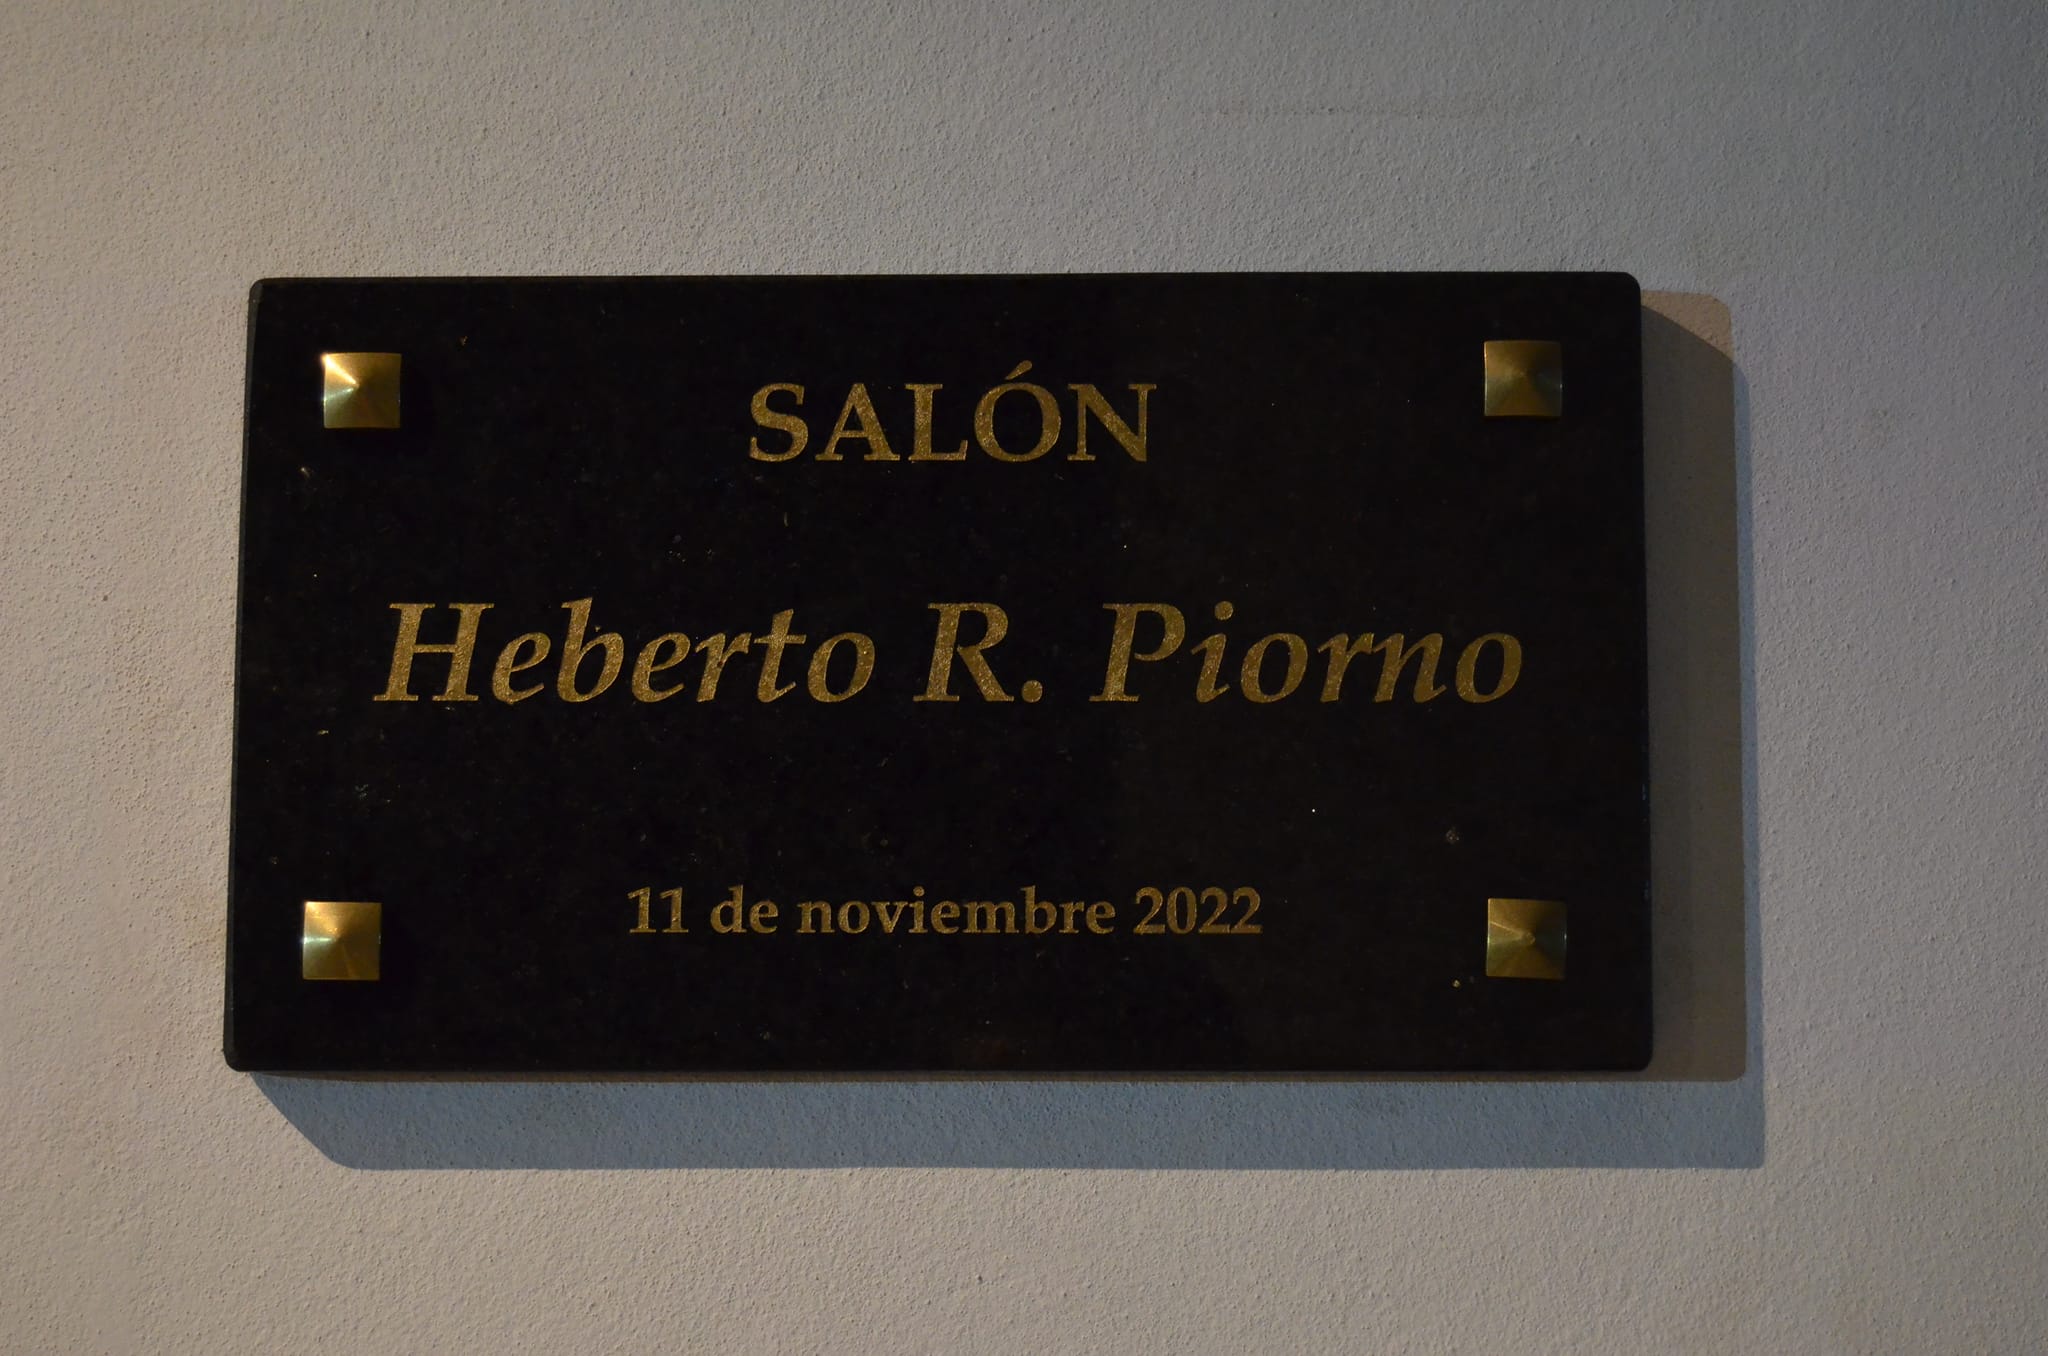 SALÓN
Heberto R. Piorno
11 de noviembre 2022